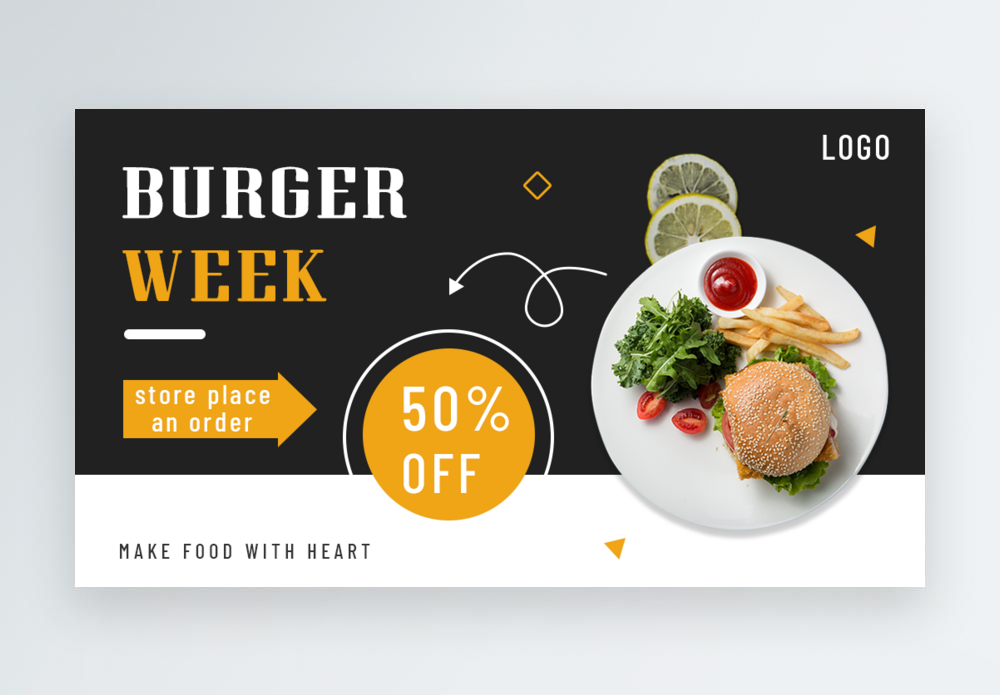 LOGO
BURGER
WEEK
store place
an order
50%
OFF
MAKE FOOD WITH HEART